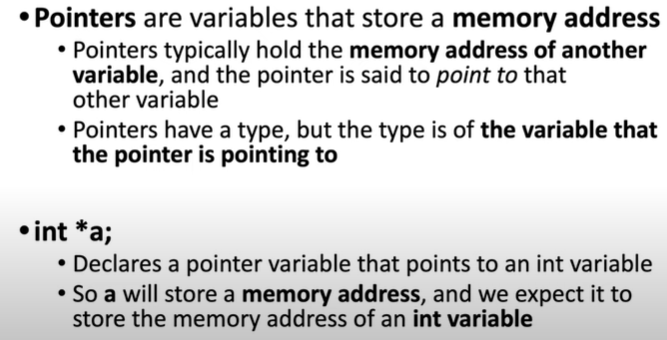 •Pointers are variables that store a memory address
• Pointers typically hold the memory address of another
variable, and the pointer is said to point to that
other variable
• Pointers have a type, but the type is of the variable that
the pointer is pointing to
•int *a;
• Declares a pointer variable that points to an int variable
• So a will store a memory address, and we expect it to
store the memory address of an int variable